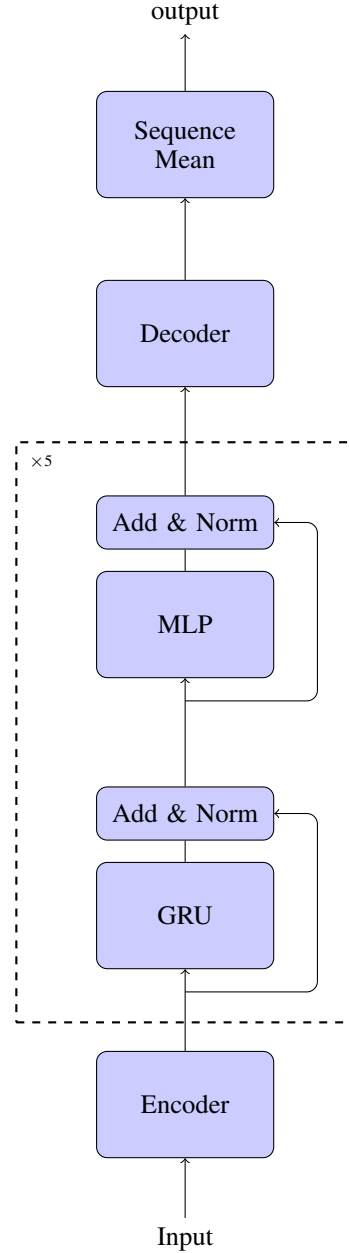 output
Sequence
Mean
Decoder
×5
Add & Norm
MLP
Add & Norm
GRU
Encoder
Input